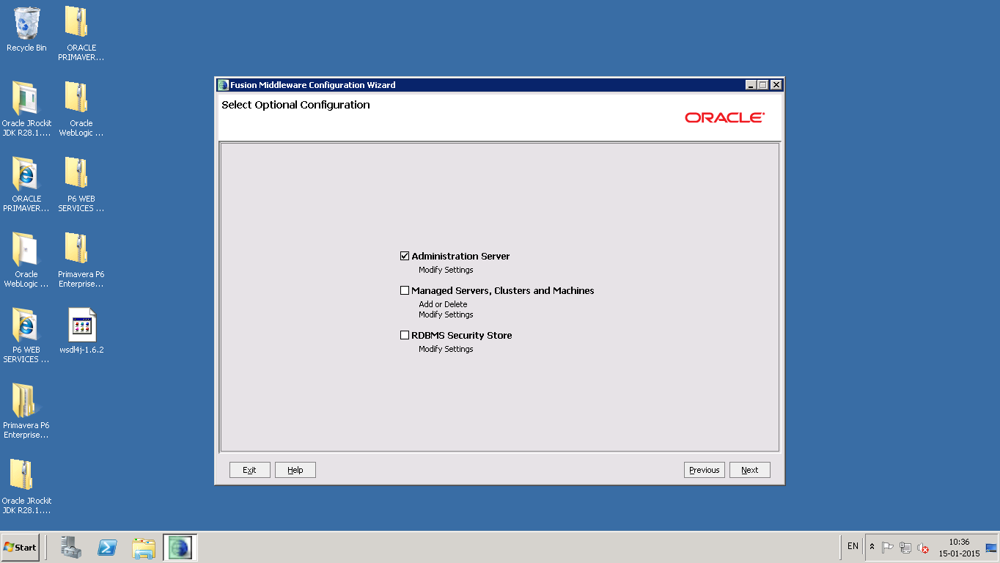 Recycle Bin
ORACLE
PRIMAVER...
Oracle JRockit
JDK R28.1....
Oracle
WebLogic ...
ORACLE
PRIMAVER...
P6 WEB
SERVICES ...
Oracle
WebLogic ...
Primavera P6
Enterprise...
P6 WEB
SERVICES ...
wsdl4j-1.6.2
Primavera P6
Enterprise...
Oracle JRockit
JDK R28.1....
Fusion Middleware Configuration Wizard
Select Optional Configuration
ORACLE
Administration Server
Modify Settings
Managed Servers, Clusters and Machines
Add or Delete
Modify Settings
RDBMS Security Store
Modify Settings
Exit
Help
Previous
Next
Start
EN
10:36
15-01-2015